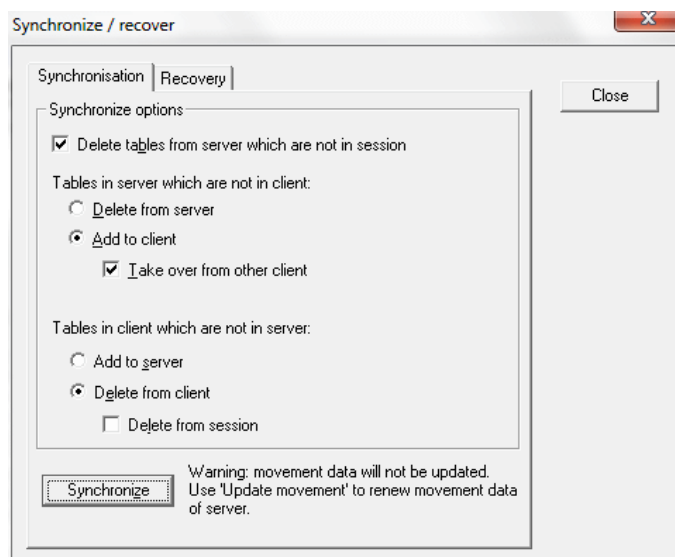 Synchronize / recover
Synchronisation
Recovery
Close
Synchronize options
Delete tables from server which are not in session
Tables in server which are not in client:
Delete from server
Add to client
Take over from other client
Tables in client which are not in server:
Add to server
Delete from client
Delete from session
Synchronize
Warning: movement data will not be updated.
Use 'Update movement' to renew movement data
of server.